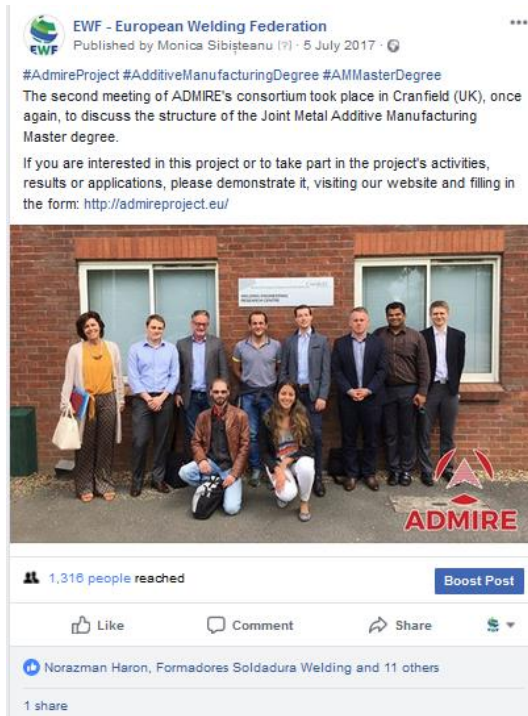 EWF - European Welding Federation
Published by Monica Sibișteanu [?] · 5 July 2017 ·
#AdmireProject #AdditiveManufacturingDegree #AMMasterDegree
The second meeting of ADMIRE's consortium took place in Cranfield (UK), once
again, to discuss the structure of the Joint Metal Additive Manufacturing
Master degree.
If you are interested in this project or to take part in the project's activities,
results or applications, please demonstrate it, visiting our website and filling in
the form: http://admireproject.eu/
WELDING ENGINEERING
RESEARCH CENTRE
ADMIRE
1,316 people reached
Boost Post
Like
Comment
Share
Norazman Haron, Formadores Soldadura Welding and 11 others
1 share
EWF